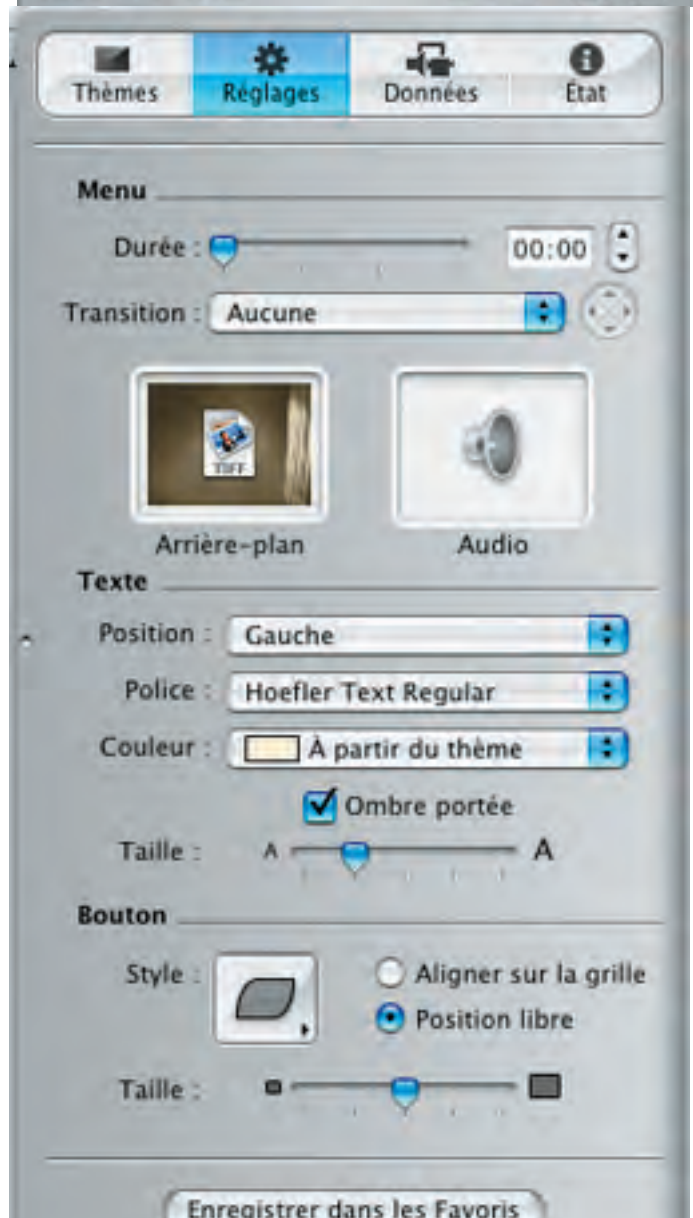 Thèmes Réglages Données État
Menu
Durée : 00:00
Transition : Aucune
TIFF
Arrière-plan Audio
Texte
Position : Gauche
Police : Hoefler Text Regular
Couleur : À partir du thème
Ombre portée
Taille : A A
Bouton
Style : Aligner sur la grille
Position libre
Taille :
Enregistrer dans les Favoris